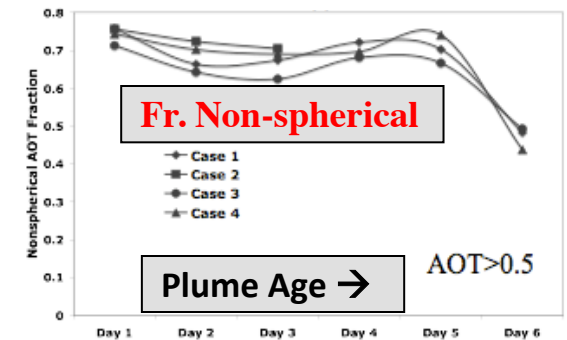 0.8
0.7
0.6
0.5
0.4
0.3
0.2
0.1
0
Nonspherical AOT Fraction
Fr. Non-spherical
Case 1
Case 2
Case 3
Case 4
Plume Age →
AOT>0.5
Day 1 Day 2 Day 3 Day 4 Day 5 Day 6